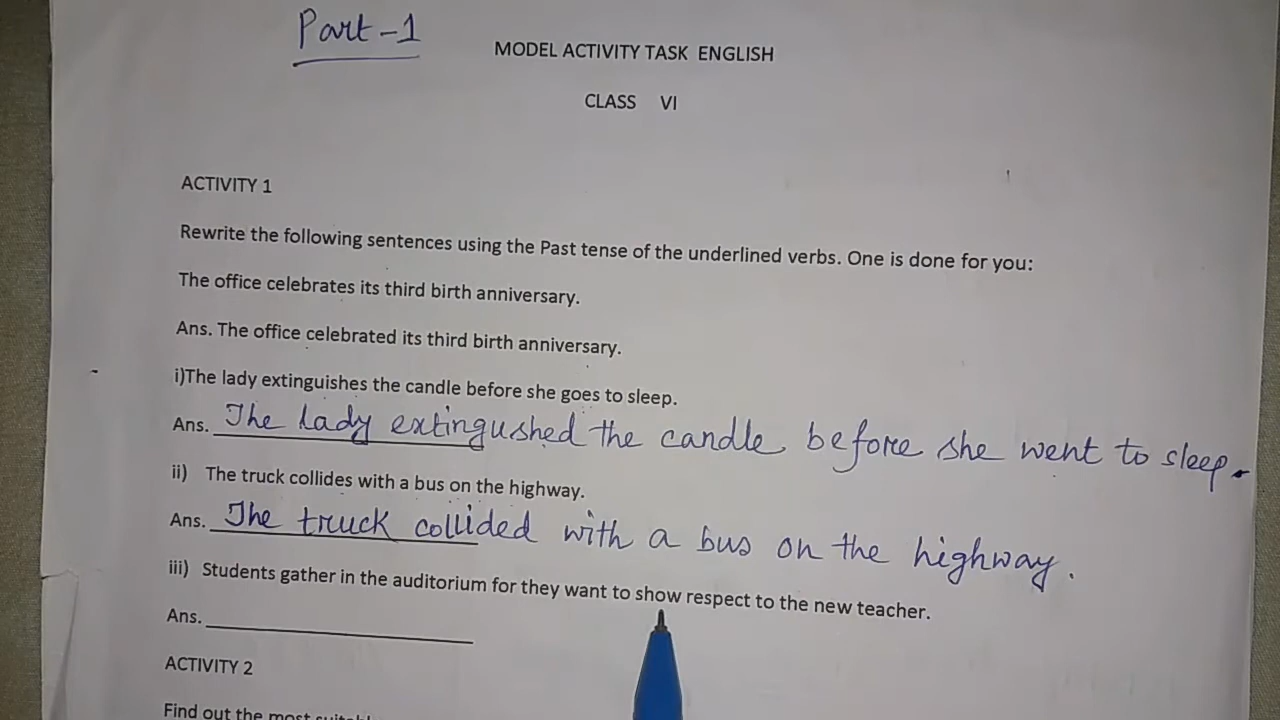 Part-1
MODEL ACTIVITY TASK ENGLISH
CLASS VI
ACTIVITY 1
Rewrite the following sentences using the Past tense of the underlined verbs. One is done for you:
The office celebrates its third birth anniversary.
Ans. The office celebrated its third birth anniversary.
i)The lady extinguishes the candle before she goes to sleep.
Ans. The lady extingushed the candle before she went to sleep.
ii) The truck collides with a bus on the highway.
Ans. The truck collided with a bus on the highway.
iii) Students gather in the auditorium for they want to show respect to the new teacher.
Ans.
ACTIVITY 2
Find out the most